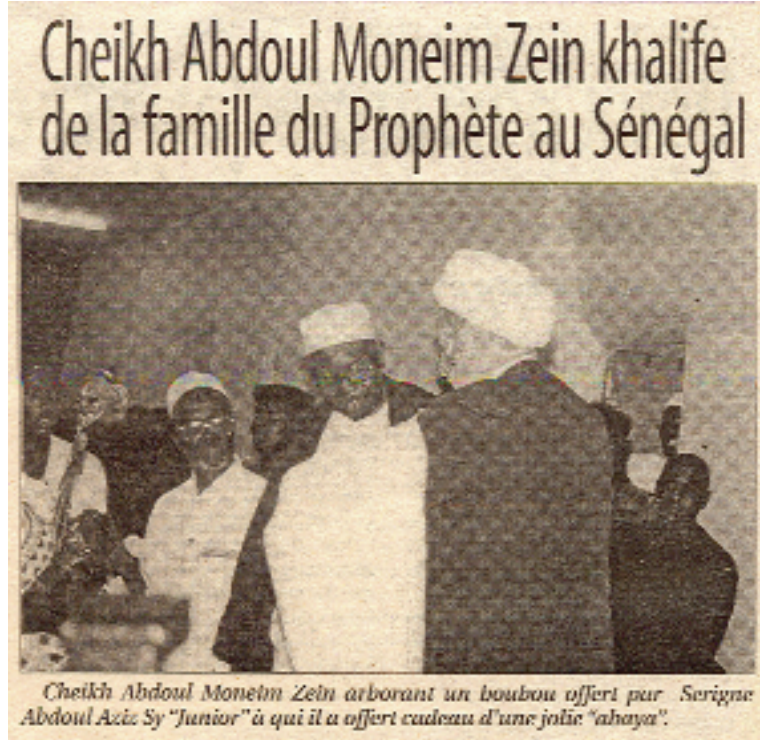 Cheikh Abdoul Moneim Zein khalife
de la famille du Prophète au Sénégal
Cheikh Abdoul Moneim Zein arborant un boubou offert par Serigne
Abdoul Aziz Sy "Junior" à qui il a offert cadeau d'une jolie "abaya".